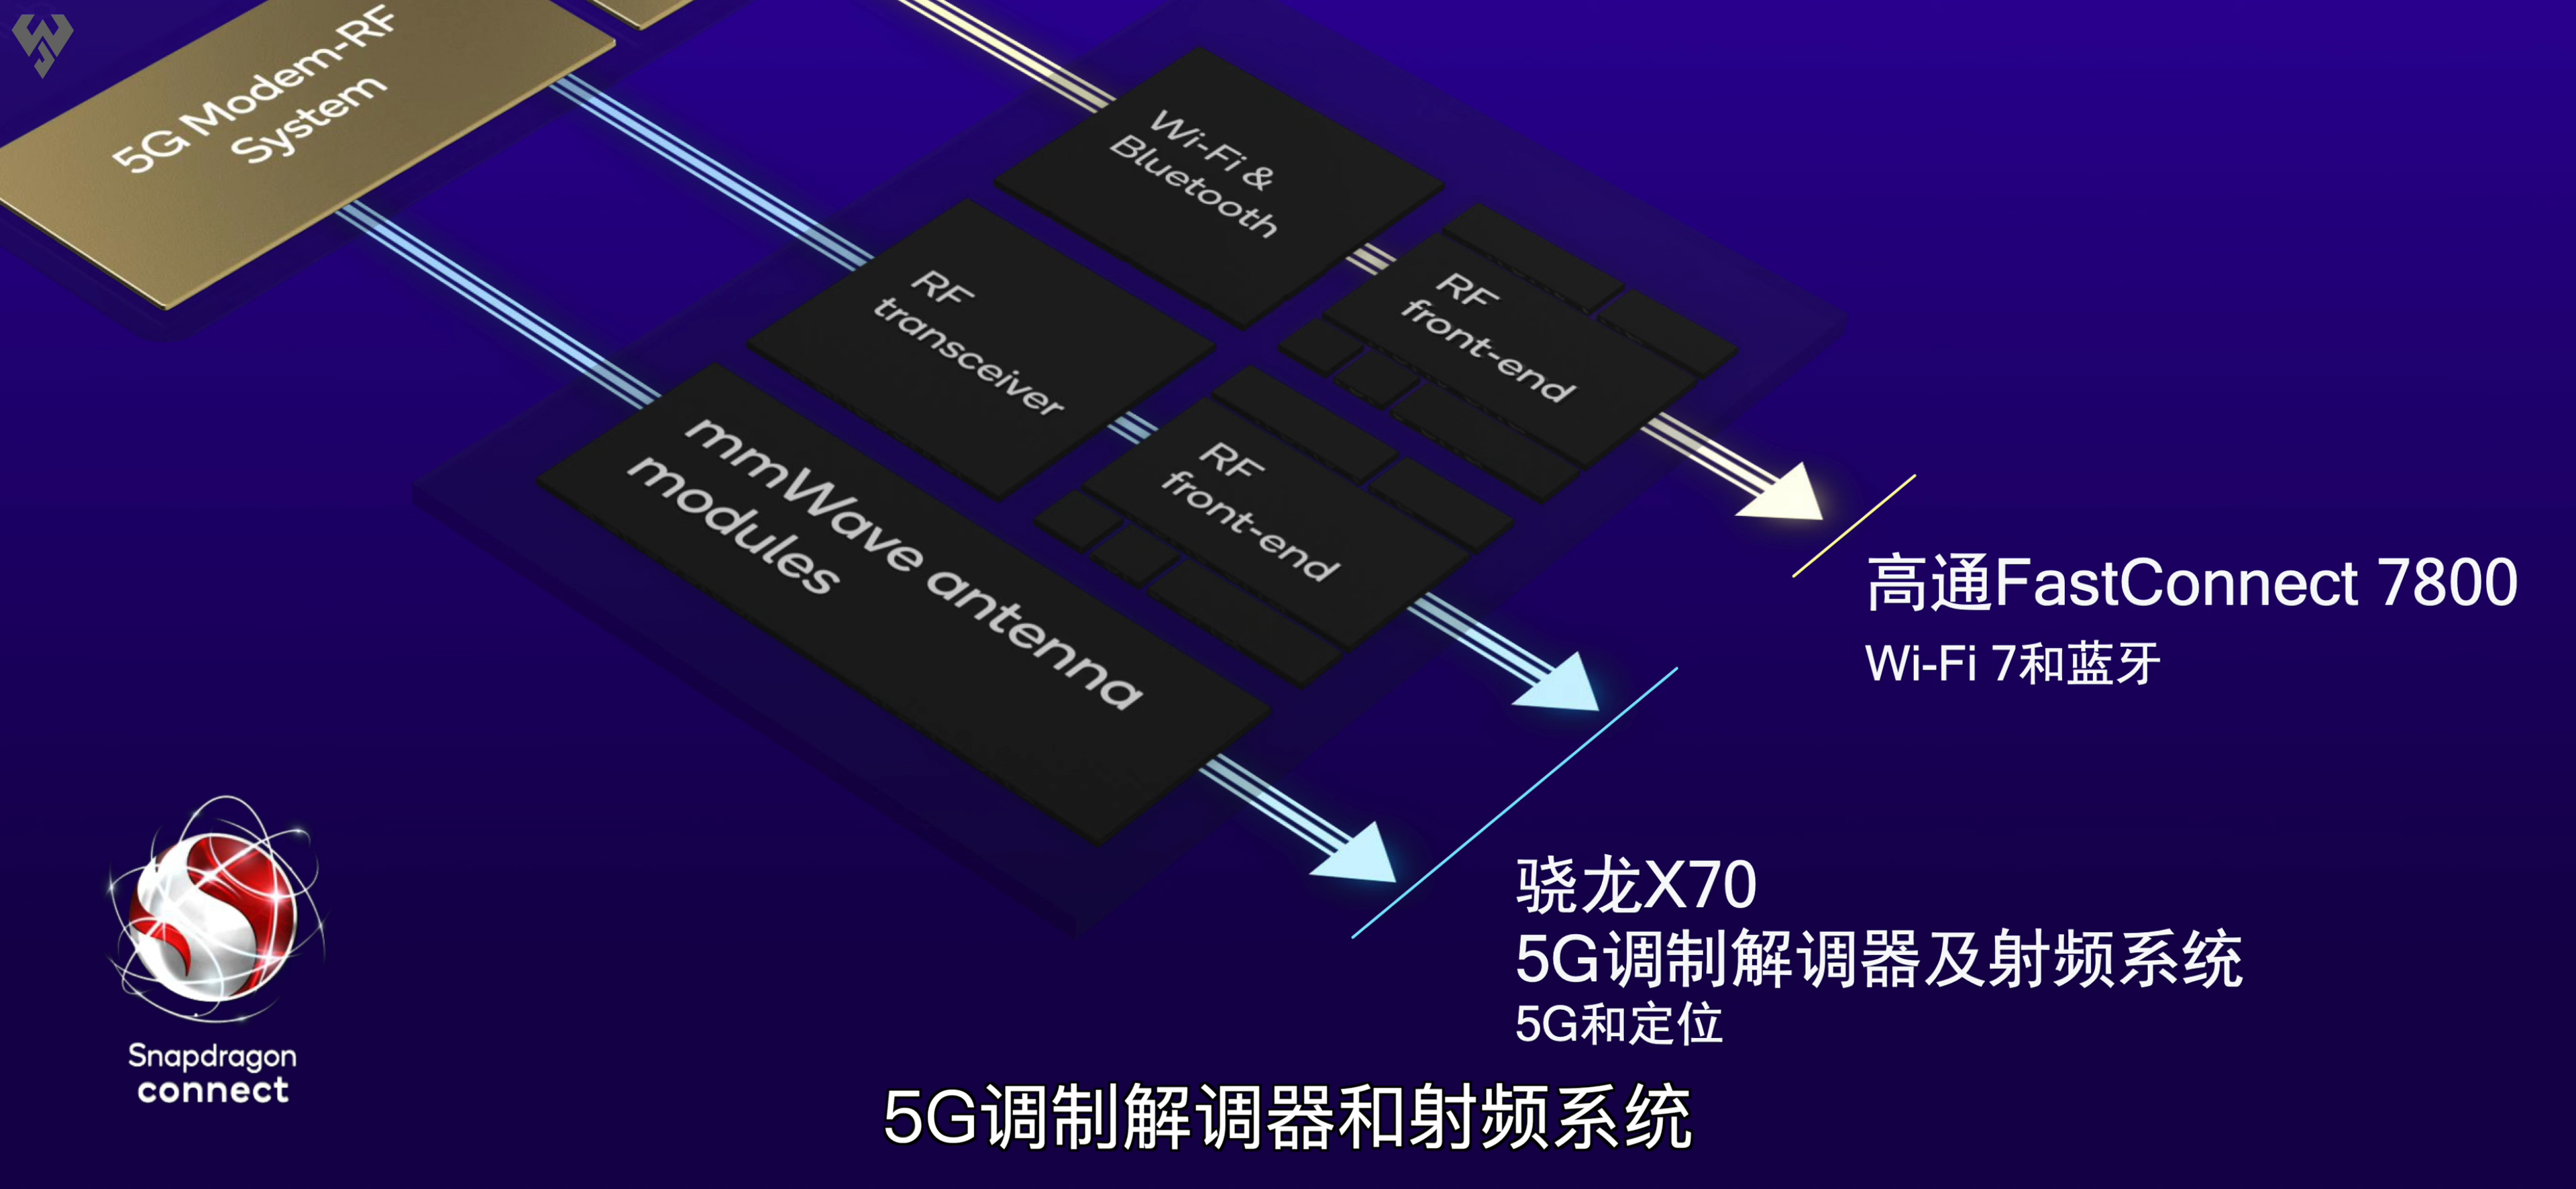 5G Modem-RF
System
Wi-Fi &
Bluetooth
RF
transceiver
RF
front-end
RF
front-end
mmWave antenna
modules
高通FastConnect 7800
Wi-Fi 7和蓝牙
骁龙X70
5G调制解调器及射频系统
5G和定位
Snapdragon
connect
5G调制解调器和射频系统